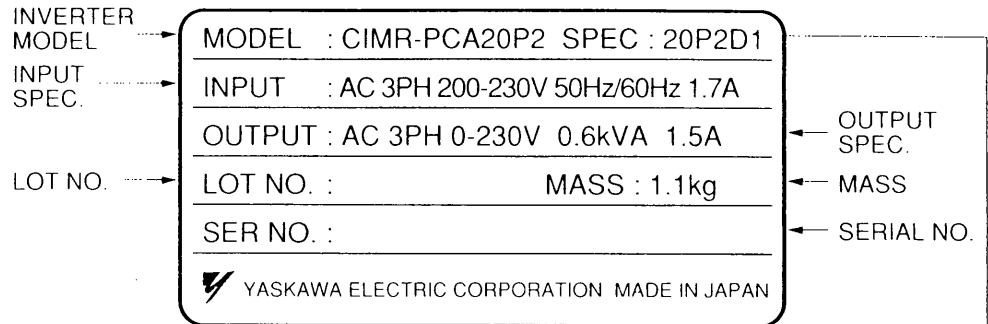 INVERTER
MODEL
MODEL : CIMR-PCA20P2 SPEC : 20P2D1
INPUT
SPEC.
INPUT : AC 3PH 200-230V 50Hz/60Hz 1.7A
OUTPUT : AC 3PH 0-230V 0.6kVA 1.5A
OUTPUT
SPEC.
LOT NO.
LOT NO. : MASS : 1.1kg
MASS
SER NO. :
SERIAL NO.
YASKAWA ELECTRIC CORPORATION MADE IN JAPAN